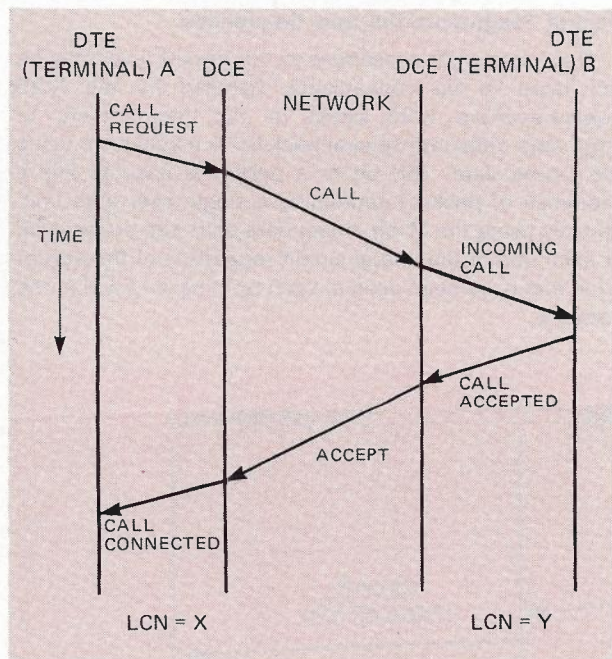 DTE
(TERMINAL) A
DCE
DCE
DTE
(TERMINAL) B
NETWORK
CALL
REQUEST
CALL
TIME
INCOMING
CALL
CALL
ACCEPTED
ACCEPT
CALL
CONNECTED
LCN = X
LCN = Y